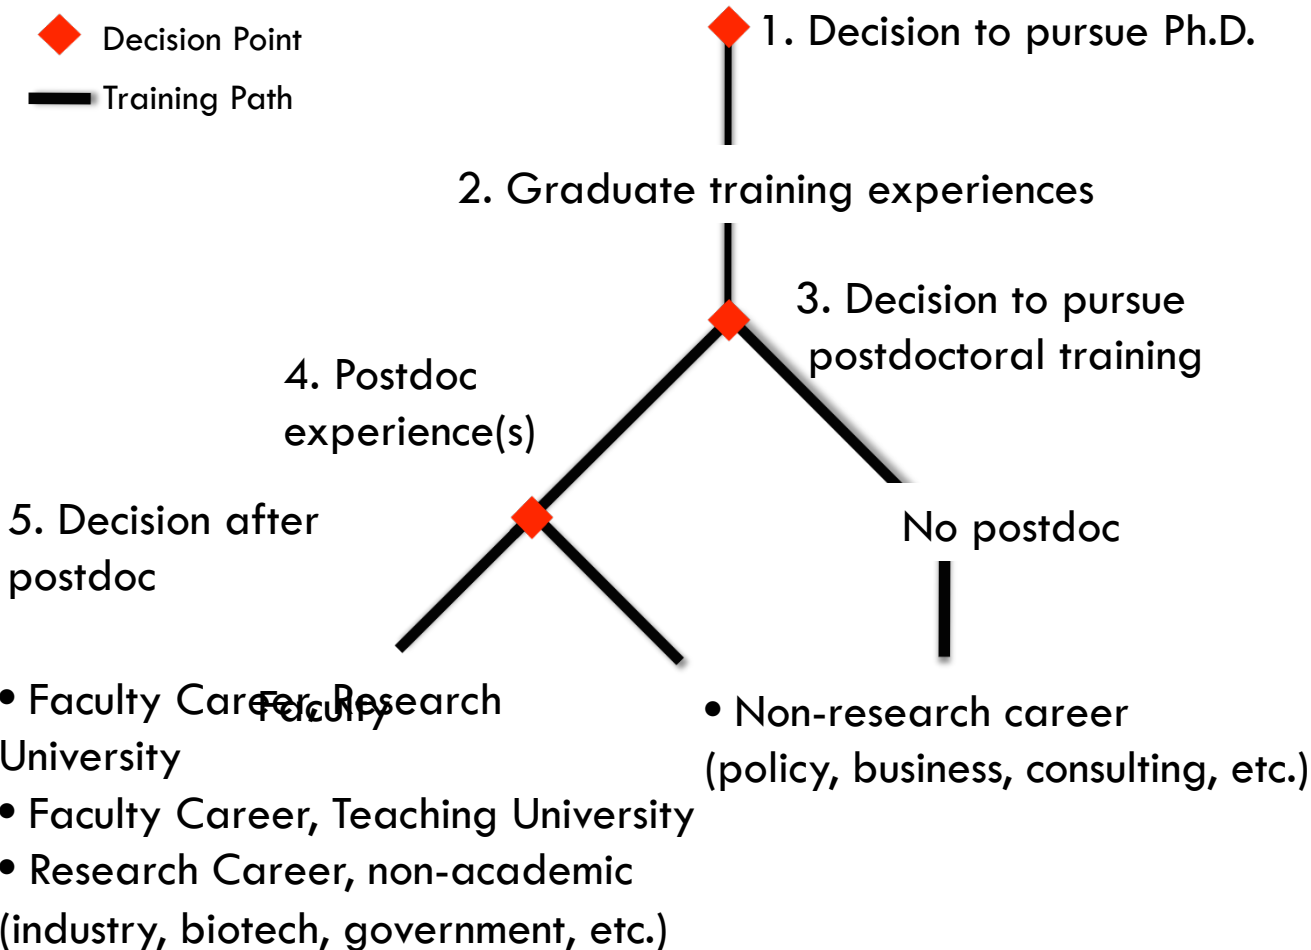 Decision Point
Training Path
1. Decision to pursue Ph.D.
2. Graduate training experiences
3. Decision to pursue
postdoctoral training
4. Postdoc
experience(s)
5. Decision after
postdoc
No postdoc
• Faculty Career, Research
University
Faculty
• Faculty Career, Teaching University
• Research Career, non-academic
(industry, biotech, government, etc.)
• Non-research career
(policy, business, consulting, etc.)